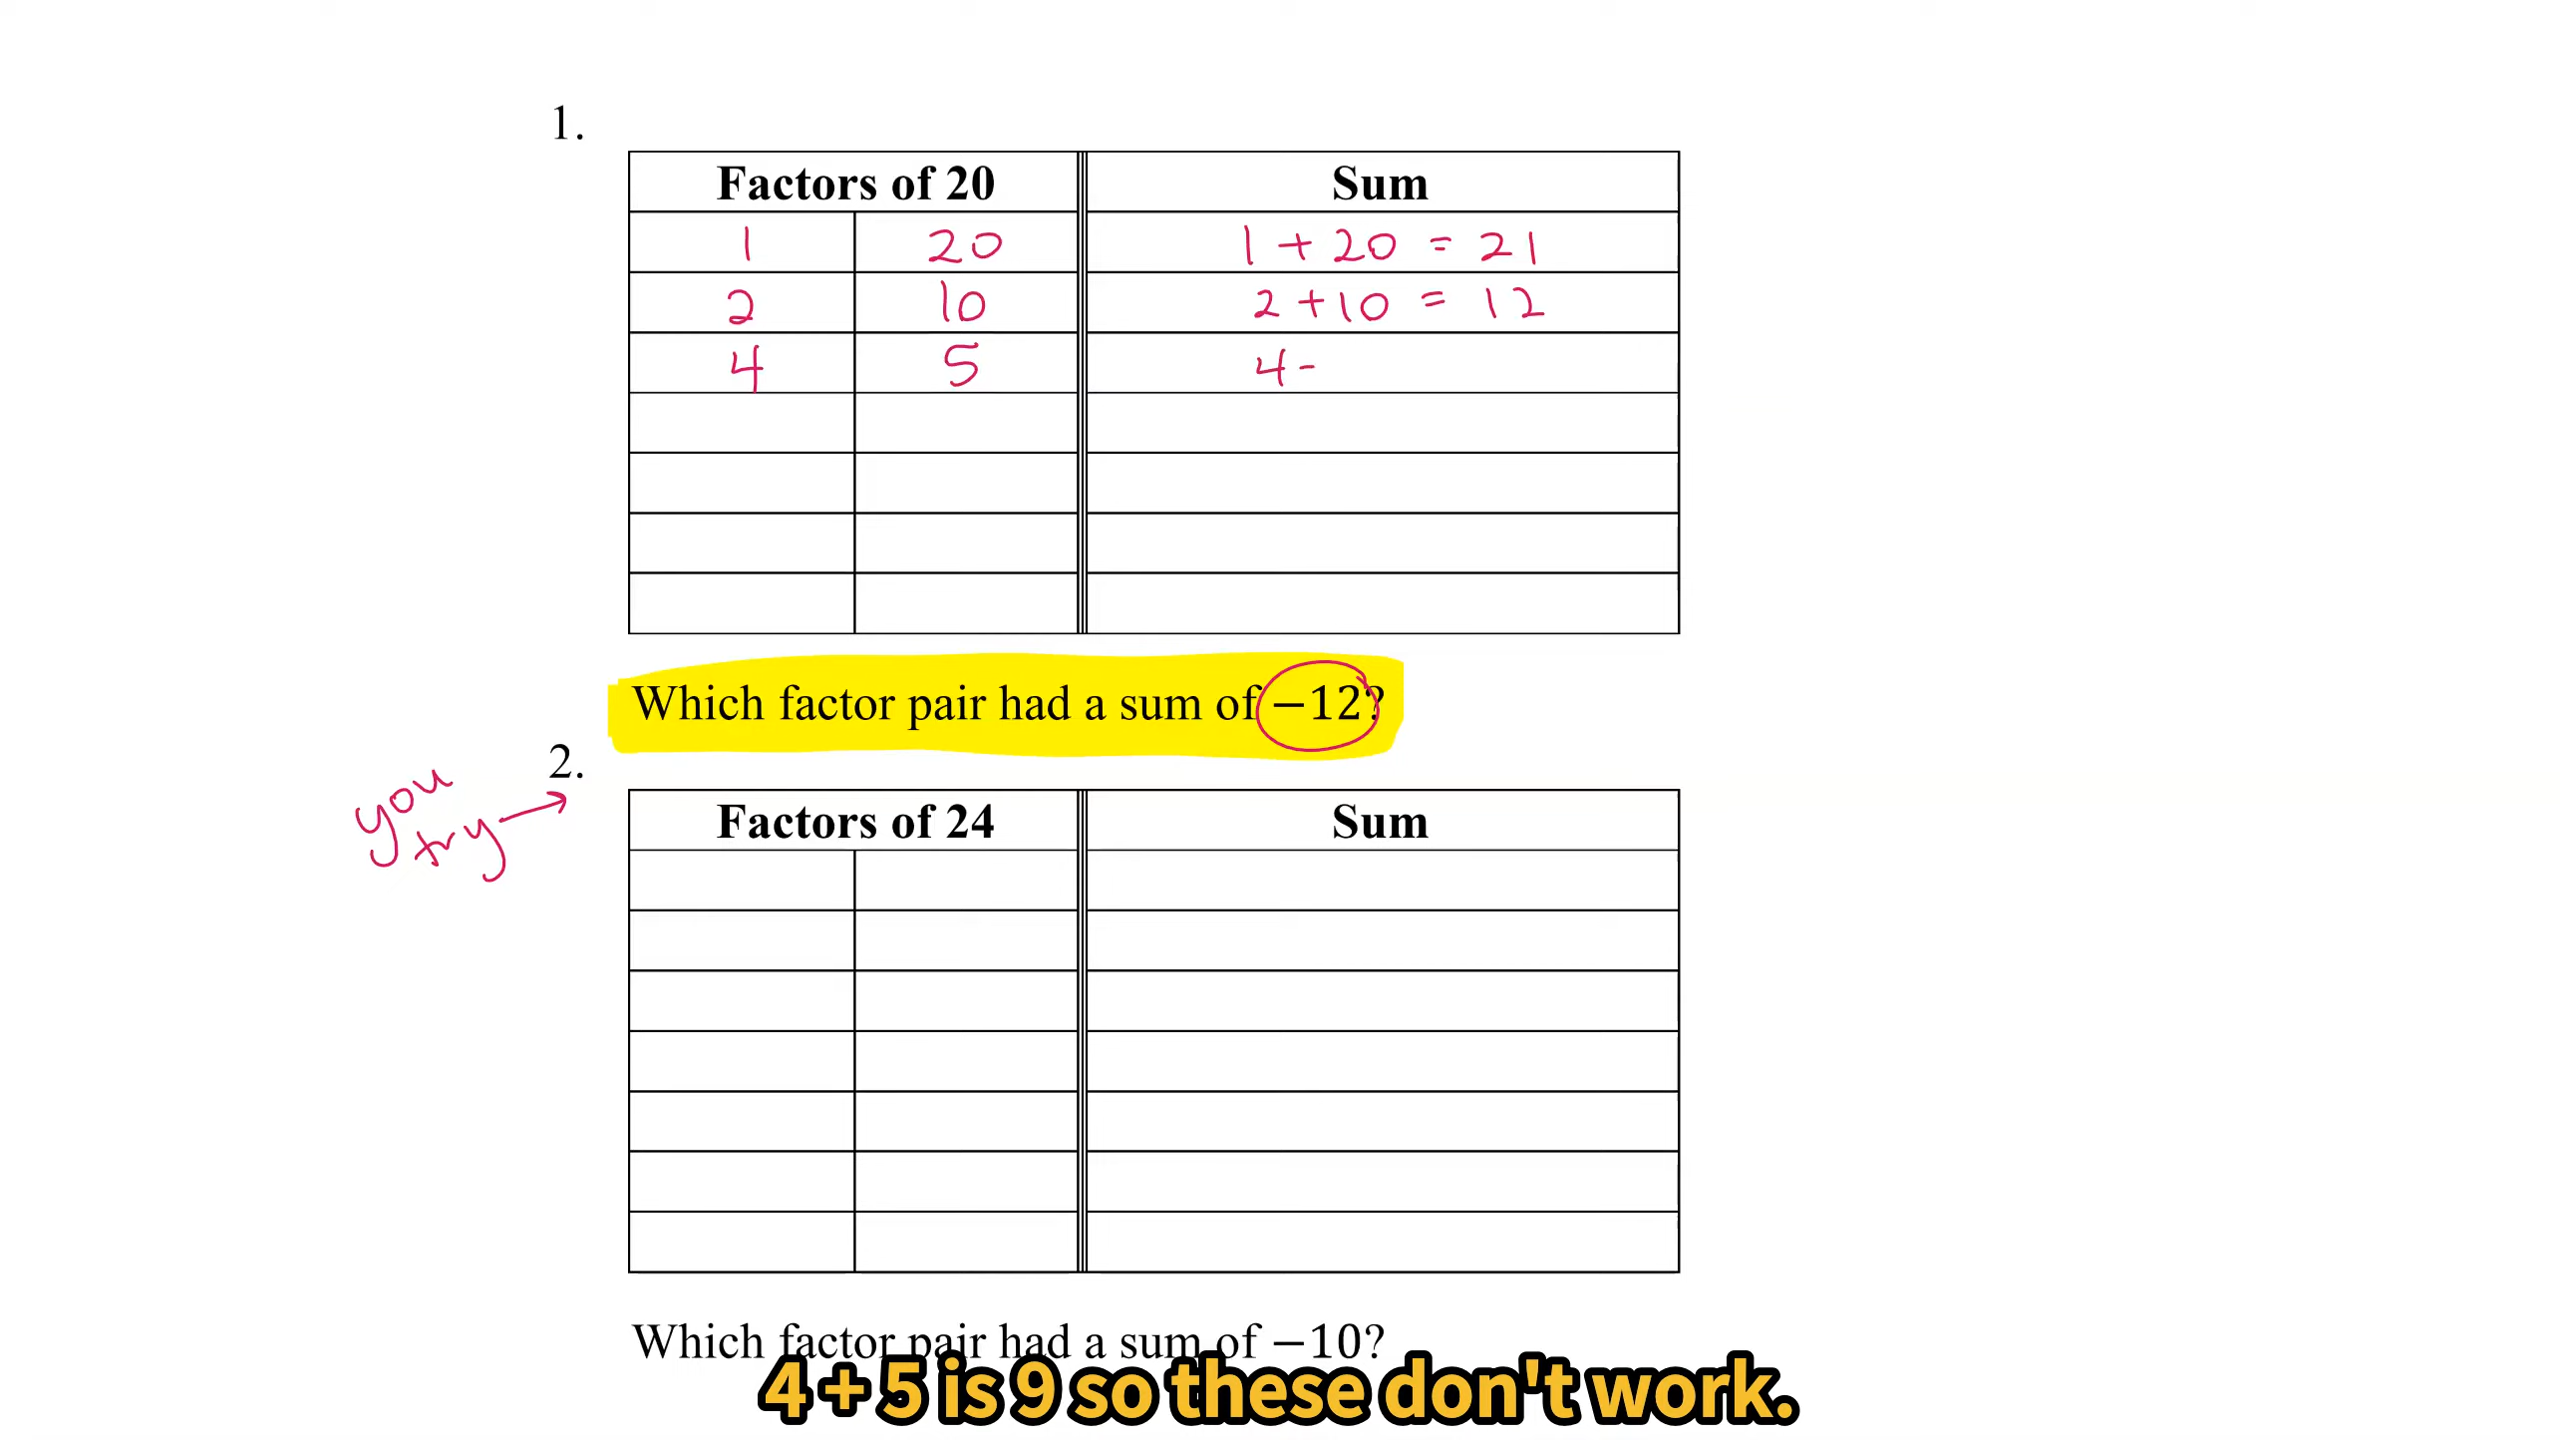 1.
Factors of 20 Sum
1 20 1 + 20 = 21
2 10 2 + 10 = 12
4 5 4 -
Which factor pair had a sum of −12?
2.
you try →
Factors of 24 Sum
Which factor pair had a sum of −10?
4 + 5 is 9 so these don't work.